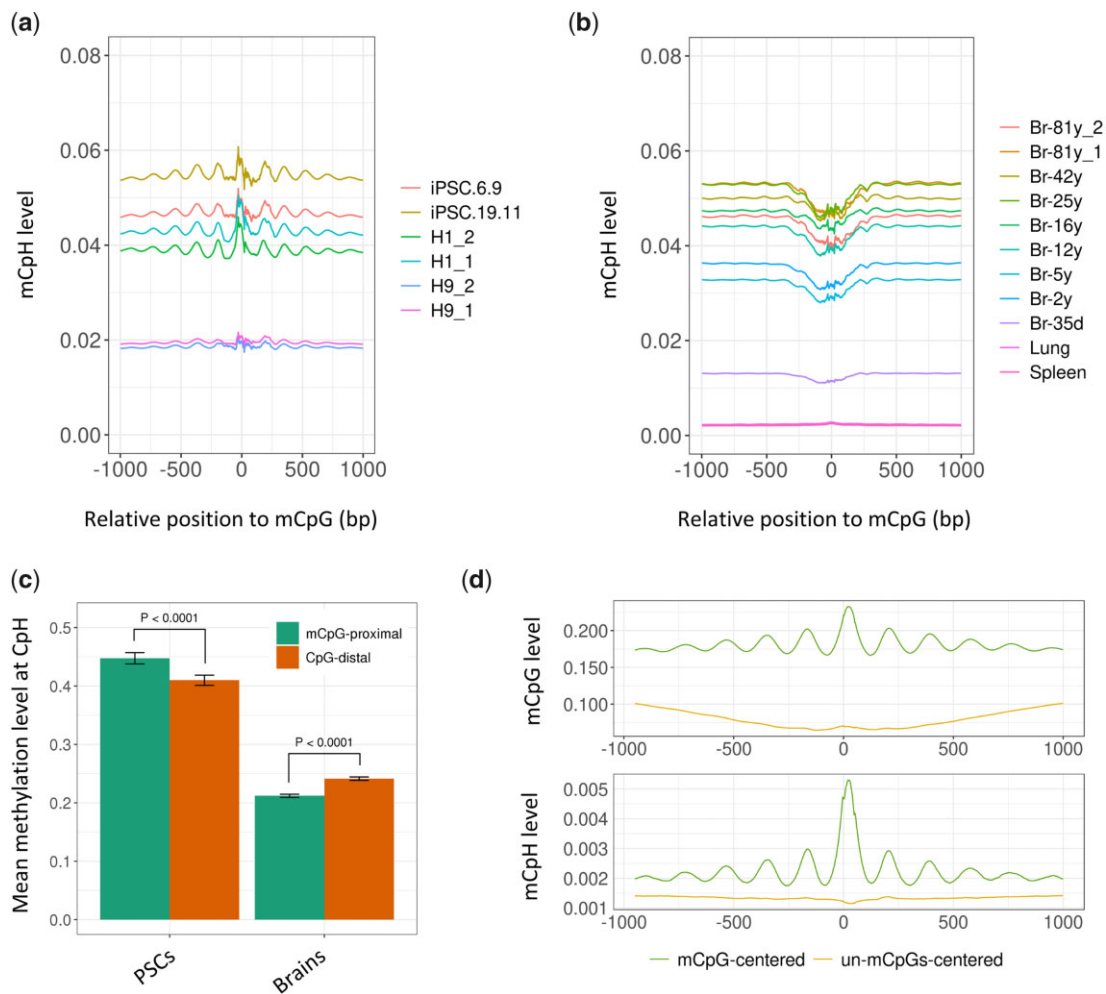 (a)
0.08
0.06
0.04
0.02
0.00
mCpH level
-1000 -500 0 500 1000
Relative position to mCpG (bp)
iPSC.6.9
iPSC.19.11
H1_2
H1_1
H9_2
H9_1
(b)
0.08
0.06
0.04
0.02
0.00
mCpH level
-1000 -500 0 500 1000
Relative position to mCpG (bp)
Br-81y_2
Br-81y_1
Br-42y
Br-25y
Br-16y
Br-12y
Br-5y
Br-2y
Br-35d
Lung
Spleen
(c)
Mean methylation level at CpH
0.5
0.4
0.3
0.2
0.1
0.0
P < 0.0001
P < 0.0001
mCpG-proximal
CpG-distal
PSCs
Brains
(d)
mCpG level
0.200
0.150
0.100
-1000 -500 0 500 1000
mCpH level
0.005
0.004
0.003
0.002
0.001
-1000 -500 0 500 1000
mCpG-centered un-mCpGs-centered